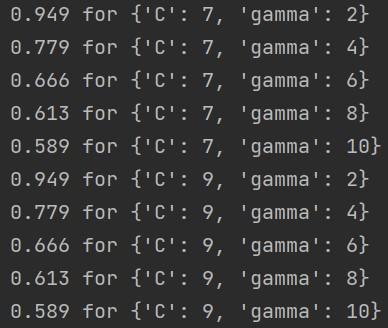 0.949 for {'C': 7, 'gamma': 2}
0.779 for {'C': 7, 'gamma': 4}
0.666 for {'C': 7, 'gamma': 6}
0.613 for {'C': 7, 'gamma': 8}
0.589 for {'C': 7, 'gamma': 10}
0.949 for {'C': 9, 'gamma': 2}
0.779 for {'C': 9, 'gamma': 4}
0.666 for {'C': 9, 'gamma': 6}
0.613 for {'C': 9, 'gamma': 8}
0.589 for {'C': 9, 'gamma': 10}